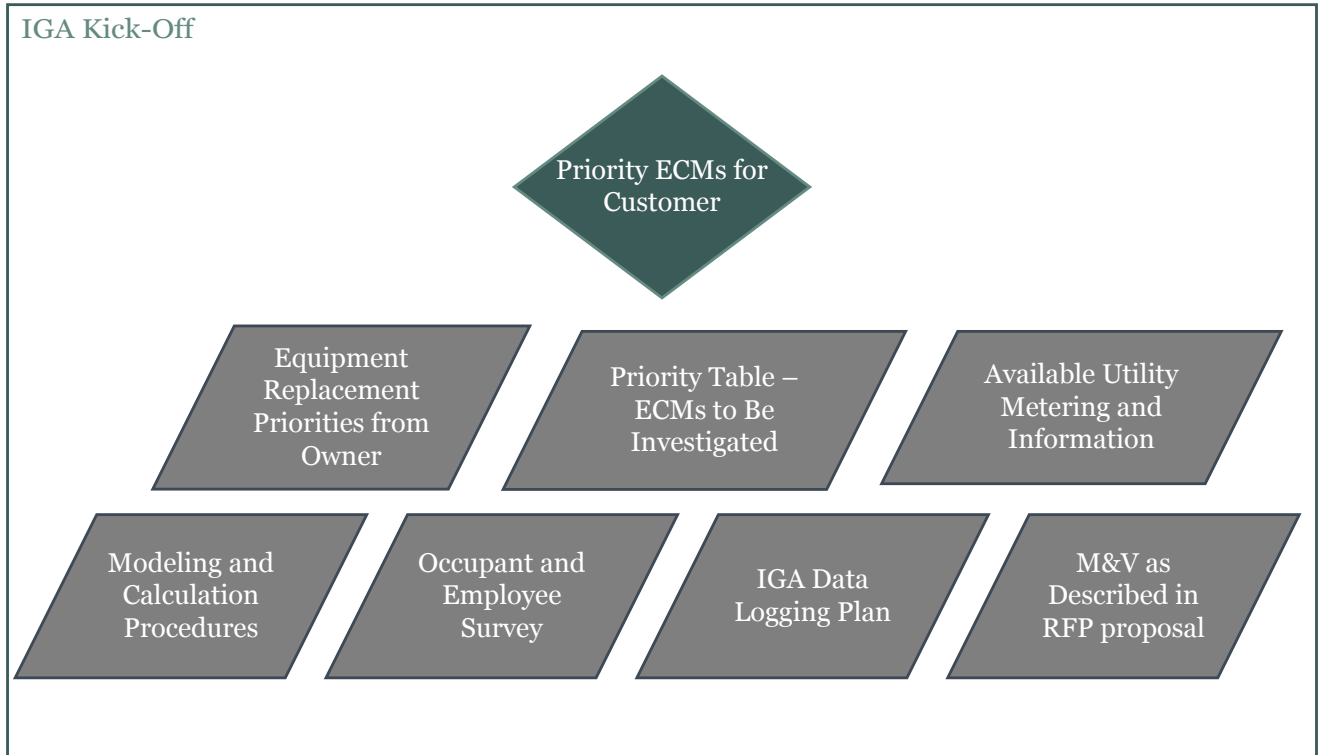 IGA Kick-Off
Priority ECMs for
Customer
Equipment
Replacement
Priorities from
Owner
Priority Table –
ECMs to Be
Investigated
Available Utility
Metering and
Information
Modeling and
Calculation
Procedures
Occupant and
Employee
Survey
IGA Data
Logging Plan
M&V as
Described in
RFP proposal